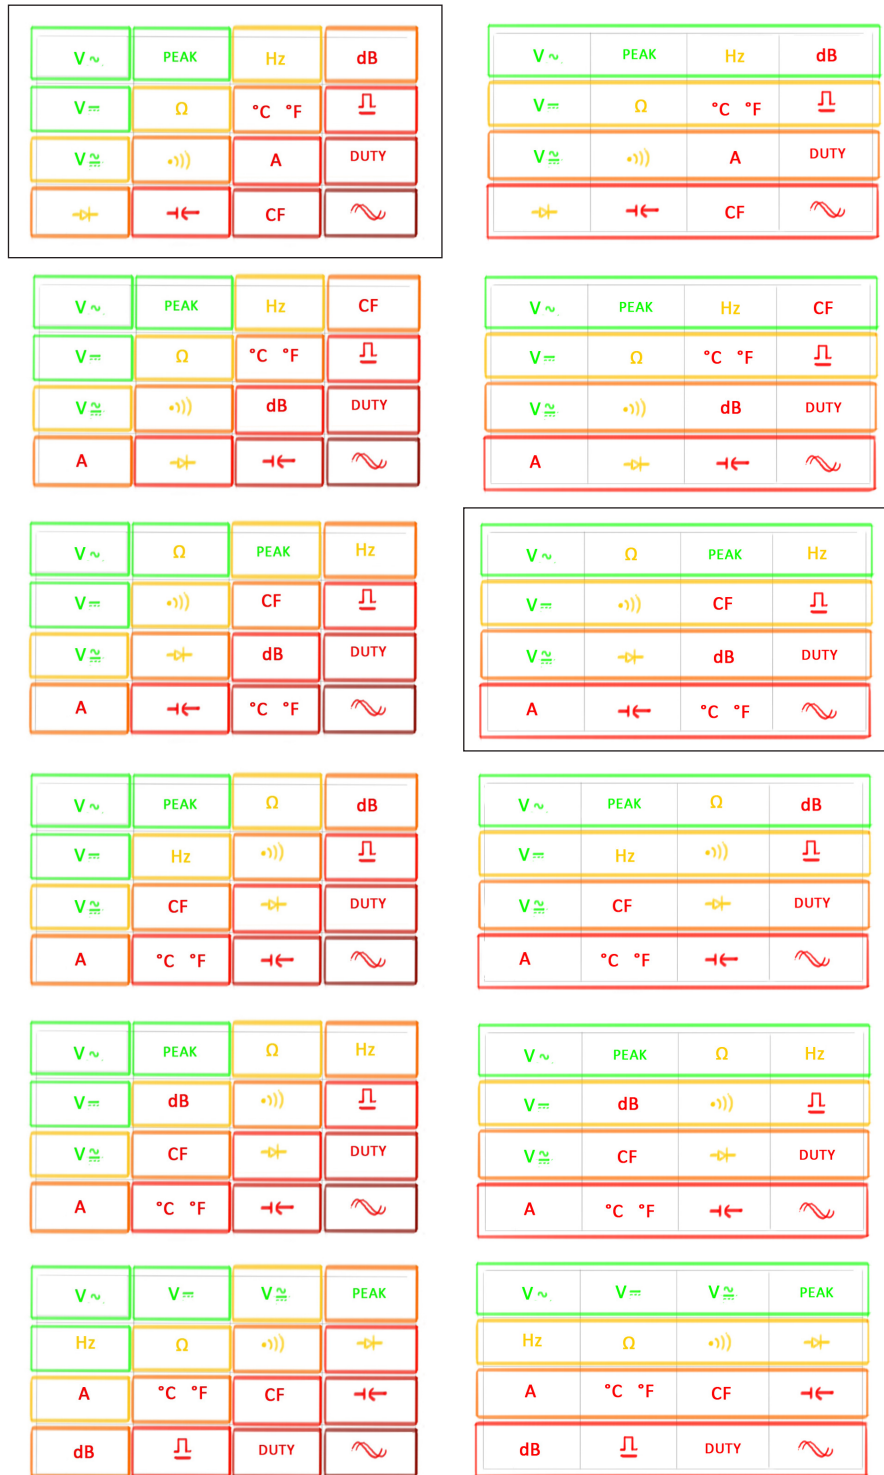 V ~ PEAK Hz dB
V ⎓ Ω °C °F
V ≂ A DUTY
CF
V ~ PEAK Hz dB
V ⎓ Ω °C °F
V ≂ A DUTY
CF
V ~ PEAK Hz CF
V ⎓ Ω °C °F
V ≂ dB DUTY
A
V ~ PEAK Hz CF
V ⎓ Ω °C °F
V ≂ dB DUTY
A
V ~ Ω PEAK Hz
V ⎓ CF
V ≂ dB DUTY
A °C °F
V ~ Ω PEAK Hz
V ⎓ CF
V ≂ dB DUTY
A °C °F
V ~ PEAK Ω dB
V ⎓ Hz
V ≂ CF DUTY
A °C °F
V ~ PEAK Ω dB
V ⎓ Hz
V ≂ CF DUTY
A °C °F
V ~ PEAK Ω Hz
V ⎓ dB
V ≂ CF DUTY
A °C °F
V ~ PEAK Ω Hz
V ⎓ dB
V ≂ CF DUTY
A °C °F
V ~ V ⎓ V ≂ PEAK
Hz Ω
A °C °F CF
dB DUTY
V ~ V ⎓ V ≂ PEAK
Hz Ω
A °C °F CF
dB DUTY